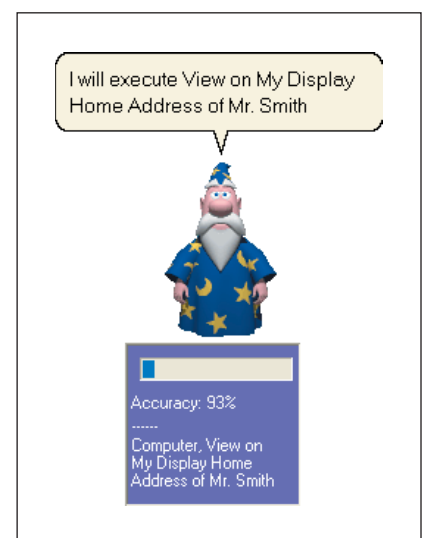 I will execute View on My Display
Home Address of Mr. Smith
Accuracy: 93%
------
Computer, View on
My Display Home
Address of Mr. Smith